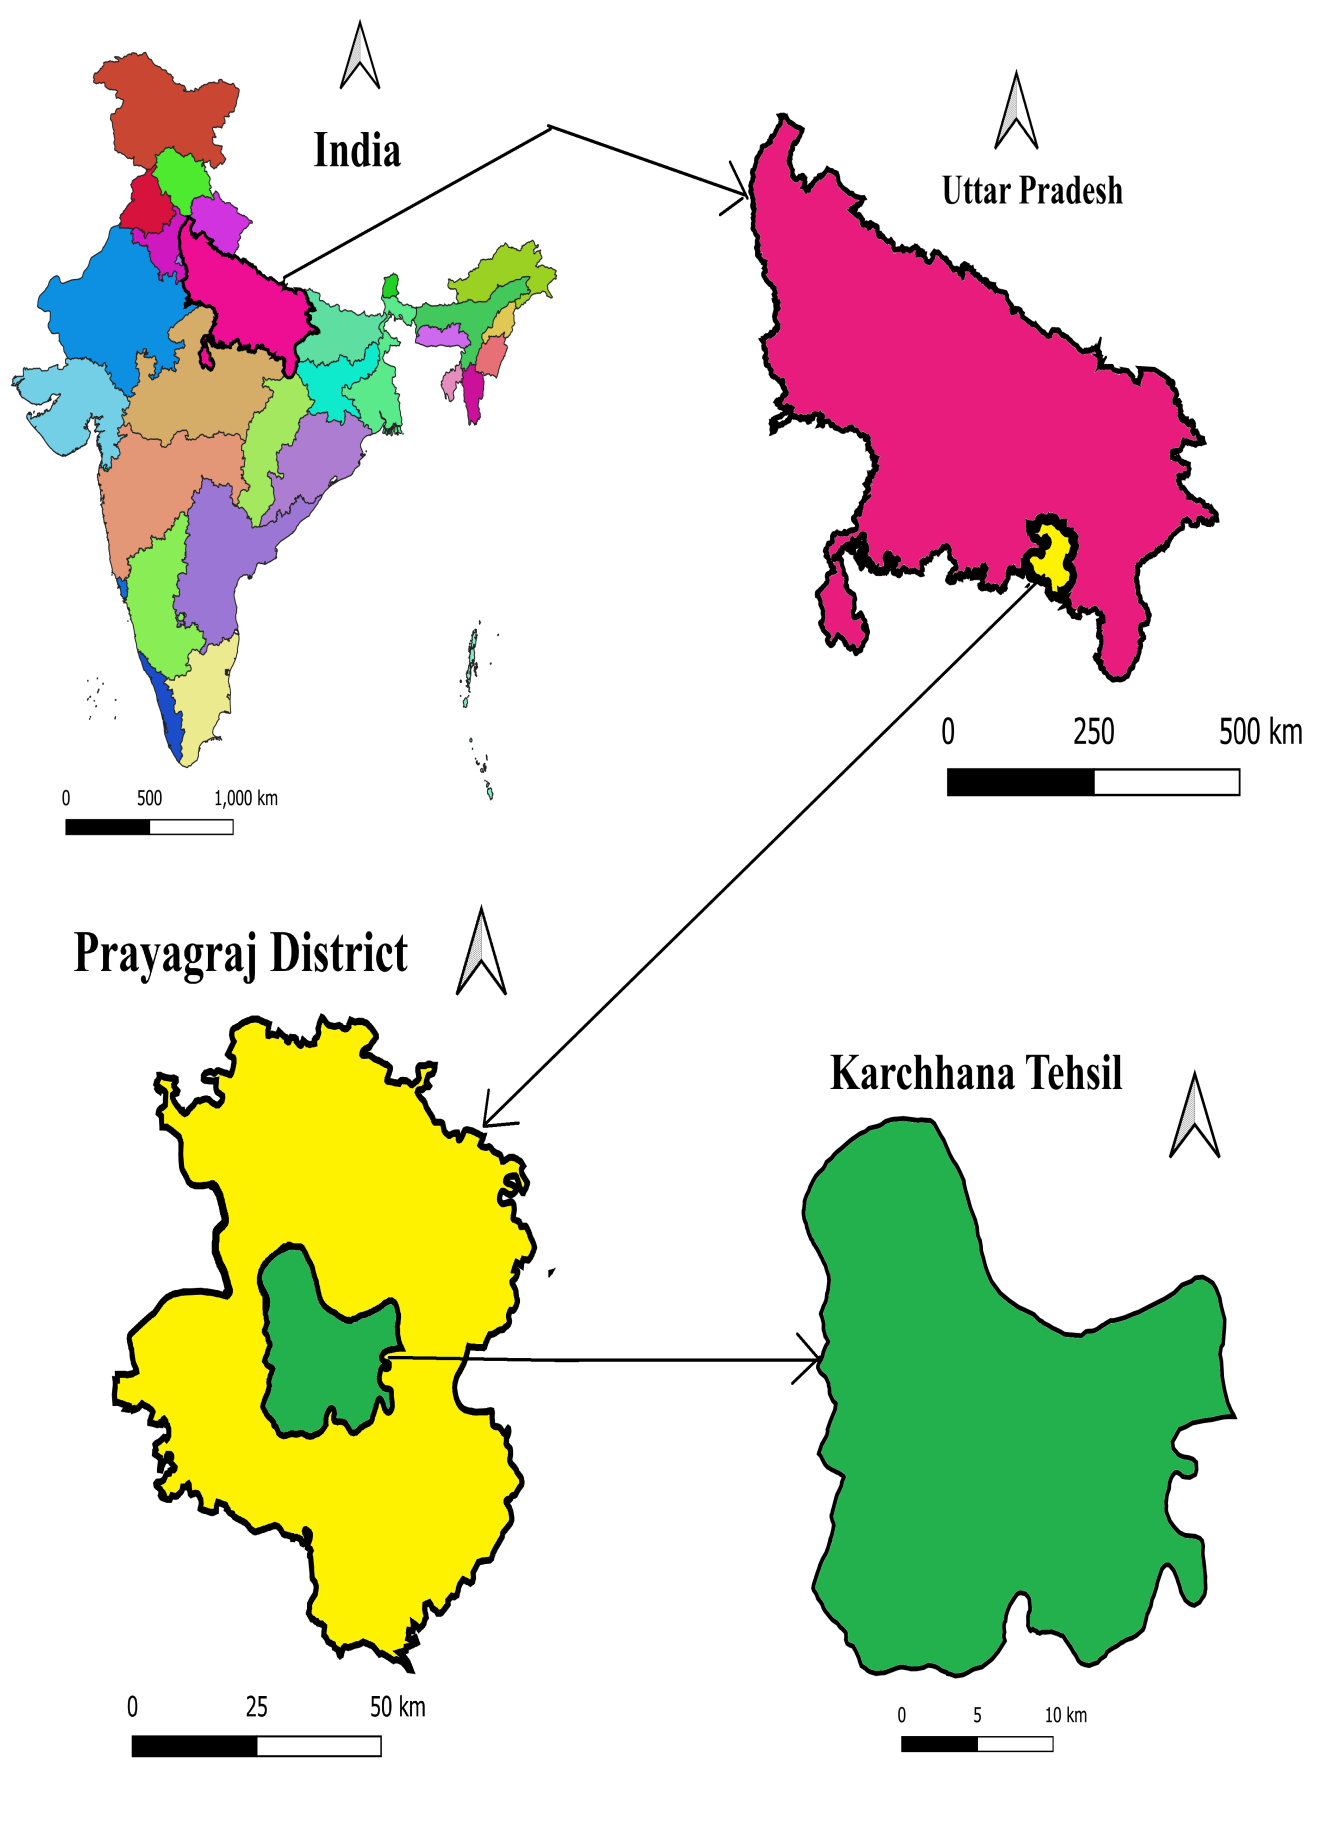 India
Uttar Pradesh
0 250 500 km
0 500 1,000 km
Prayagraj District
Karchhana Tehsil
0 25 50 km
0 5 10 km